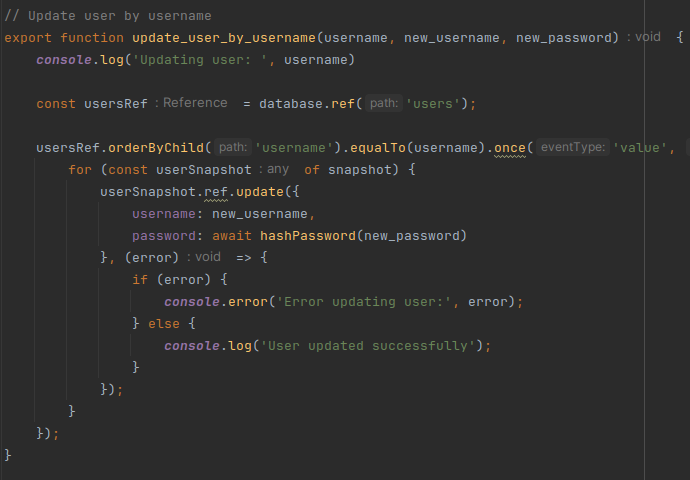 // Update user by username
export function update_user_by_username(username, new_username, new_password) : void {
console.log('Updating user: ', username)
const usersRef : Reference = database.ref( path: 'users');
usersRef.orderByChild( path: 'username').equalTo(username).once( eventType: 'value',
for (const userSnapshot : any of snapshot) {
userSnapshot.ref.update({
username: new_username,
password: await hashPassword(new_password)
}, (error) : void => {
if (error) {
console.error('Error updating user:', error);
} else {
console.log('User updated successfully');
}
});
}
});
}